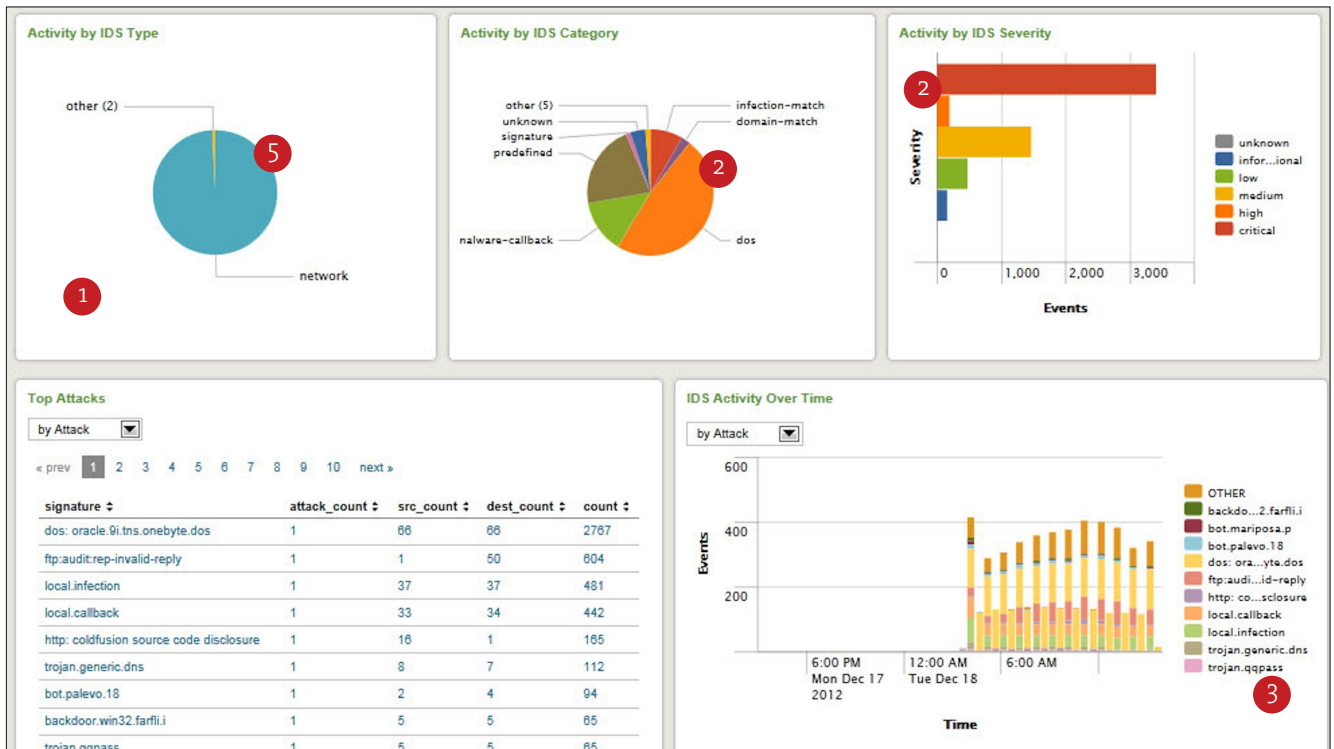 Activity by IDS Type
other (2)
5
network
1
Activity by IDS Category
other (5)
unknown
signature
predefined
nalware-callback
infection-match
domain-match
2
dos
Activity by IDS Severity
2
Severity
0 1,000 2,000 3,000
Events
unknown
infor...ional
low
medium
high
critical
Top Attacks
by Attack
« prev 1 2 3 4 5 6 7 8 9 10 next »
signature attack_count src_count dest_count count
dos: oracle.9i.tns.onebyte.dos 1 66 66 2767
ftp:audit:rep-invalid-reply 1 1 50 604
local.infection 1 37 37 481
local.callback 1 33 34 442
http: coldfusion source code disclosure 1 16 1 165
trojan.generic.dns 1 8 7 112
bot.palevo.18 1 2 4 94
backdoor.win32.farfli.i 1 5 5 65
trojan.qqpass 1 5 5 65
IDS Activity Over Time
by Attack
600
400
200
Events
6:00 PM 12:00 AM 6:00 AM
Mon Dec 17 Tue Dec 18
2012
Time
OTHER
backdo...2.farfli.i
bot.mariposa.p
bot.palevo.18
dos: ora...yte.dos
ftp:audi...id-reply
http: co...sclosure
local.callback
local.infection
trojan.generic.dns
trojan.qqpass
3